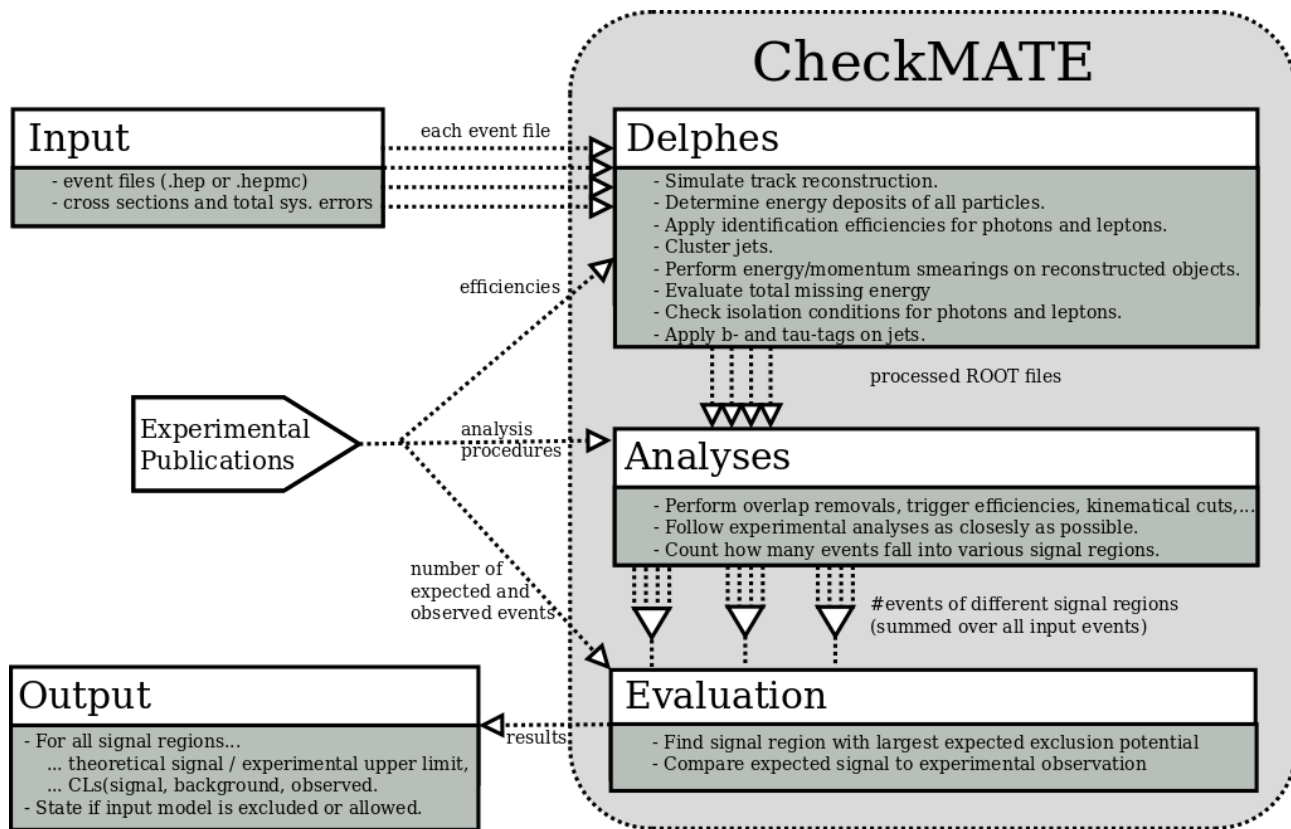 CheckMATE
Input
- event files (.hep or .hepmc)
- cross sections and total sys. errors
each event file
Delphes
- Simulate track reconstruction.
- Determine energy deposits of all particles.
- Apply identification efficiencies for photons and leptons.
- Cluster jets.
- Perform energy/momentum smearings on reconstructed objects.
- Evaluate total missing energy
- Check isolation conditions for photons and leptons.
- Apply b- and tau-tags on jets.
efficiencies
processed ROOT files
Experimental
Publications
analysis
procedures
Analyses
- Perform overlap removals, trigger efficiencies, kinematical cuts,...
- Follow experimental analyses as closesly as possible.
- Count how many events fall into various signal regions.
number of
expected and
observed events
#events of different signal regions
(summed over all input events)
Evaluation
- Find signal region with largest expected exclusion potential
- Compare expected signal to experimental observation
results
Output
- For all signal regions...
... theoretical signal / experimental upper limit,
... CLs(signal, background, observed.
- State if input model is excluded or allowed.